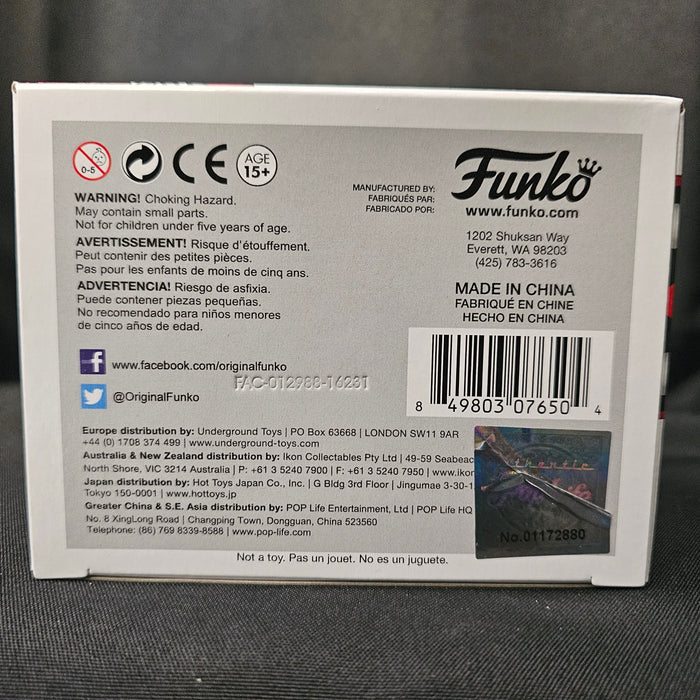 0-5
CE
AGE
15+
WARNING! Choking Hazard.
May contain small parts.
Not for children under five years of age.
AVERTISSEMENT! Risque d'étouffement.
Peut contenir des petites pièces.
Pas pour les enfants de moins de cinq ans.
ADVERTENCIA! Riesgo de asfixia.
Puede contener piezas pequeñas.
No recomendado para niños menores
de cinco años de edad.
MANUFACTURED BY:
FABRIQUÉS PAR:
FABRICADO POR:
Funko
www.funko.com
1202 Shuksan Way
Everett, WA 98203
(425) 783-3616
MADE IN CHINA
FABRIQUÉ EN CHINE
HECHO EN CHINA
f www.facebook.com/originalfunko
@OriginalFunko
FAC-012988-16231
8 49803 07650 4
Europe distribution by: Underground Toys | PO Box 63668 | LONDON SW11 9AR
+44 (0) 1708 374 499 | www.underground-toys.com
Australia & New Zealand distribution by: Ikon Collectables Pty Ltd | 49-59 Seabeac
North Shore, VIC 3214 Australia | P: +61 3 5240 7900 | F: +61 3 5240 7950 | www.ikon
Japan distribution by: Hot Toys Japan Co., Inc. | G Bldg 3rd Floor | Jingumae 3-30-1
Tokyo 150-0001 | www.hottoys.jp
Greater China & S.E. Asia distribution by: POP Life Entertainment, Ltd | POP Life HQ
No. 8 XingLong Road | Changping Town, Dongguan, China 523560
Telephone: (86) 769 8339-8588 | www.pop-life.com
No.01172880
Not a toy. Pas un jouet. No es un juguete.